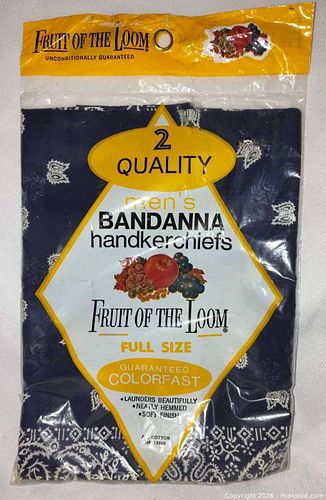 FRUIT OF THE LOOM
UNCONDITIONALLY GUARANTEED
2
QUALITY
men's
BANDANNA
handkerchiefs
FRUIT OF THE LOOM®
FULL SIZE
GUARANTEED
COLORFAST
•LAUNDERS BEAUTIFULLY
•NEATLY HEMMED
•SOFT FINISH
COTTON
Copyright 2026 - maxsold.com